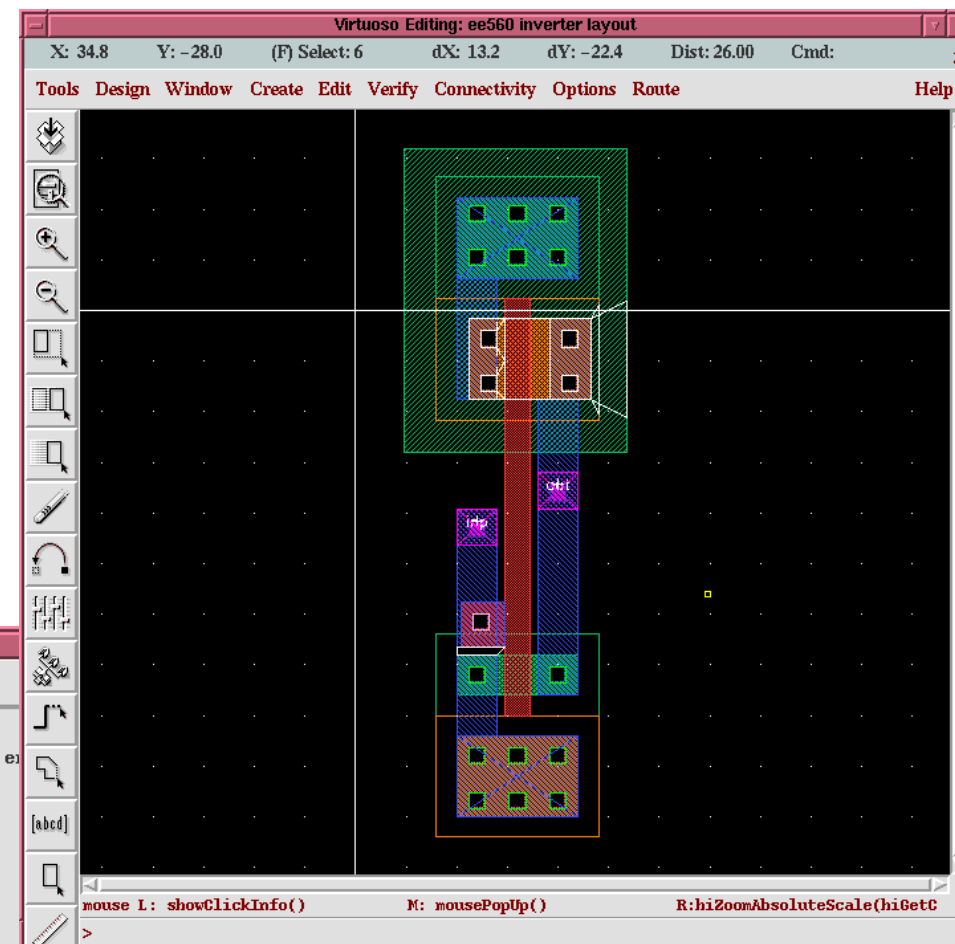 Virtuoso Editing: ee560 inverter layout
X: 34.8 Y: -28.0 (F) Select: 6 dX: 13.2 dY: -22.4 Dist: 26.00 Cmd:
Tools Design Window Create Edit Verify Connectivity Options Route Help
out
inp
[abcd]
mouse L: showClickInfo() M: mousePopUp() R:hiZoomAbsoluteScale(hiGetC
>